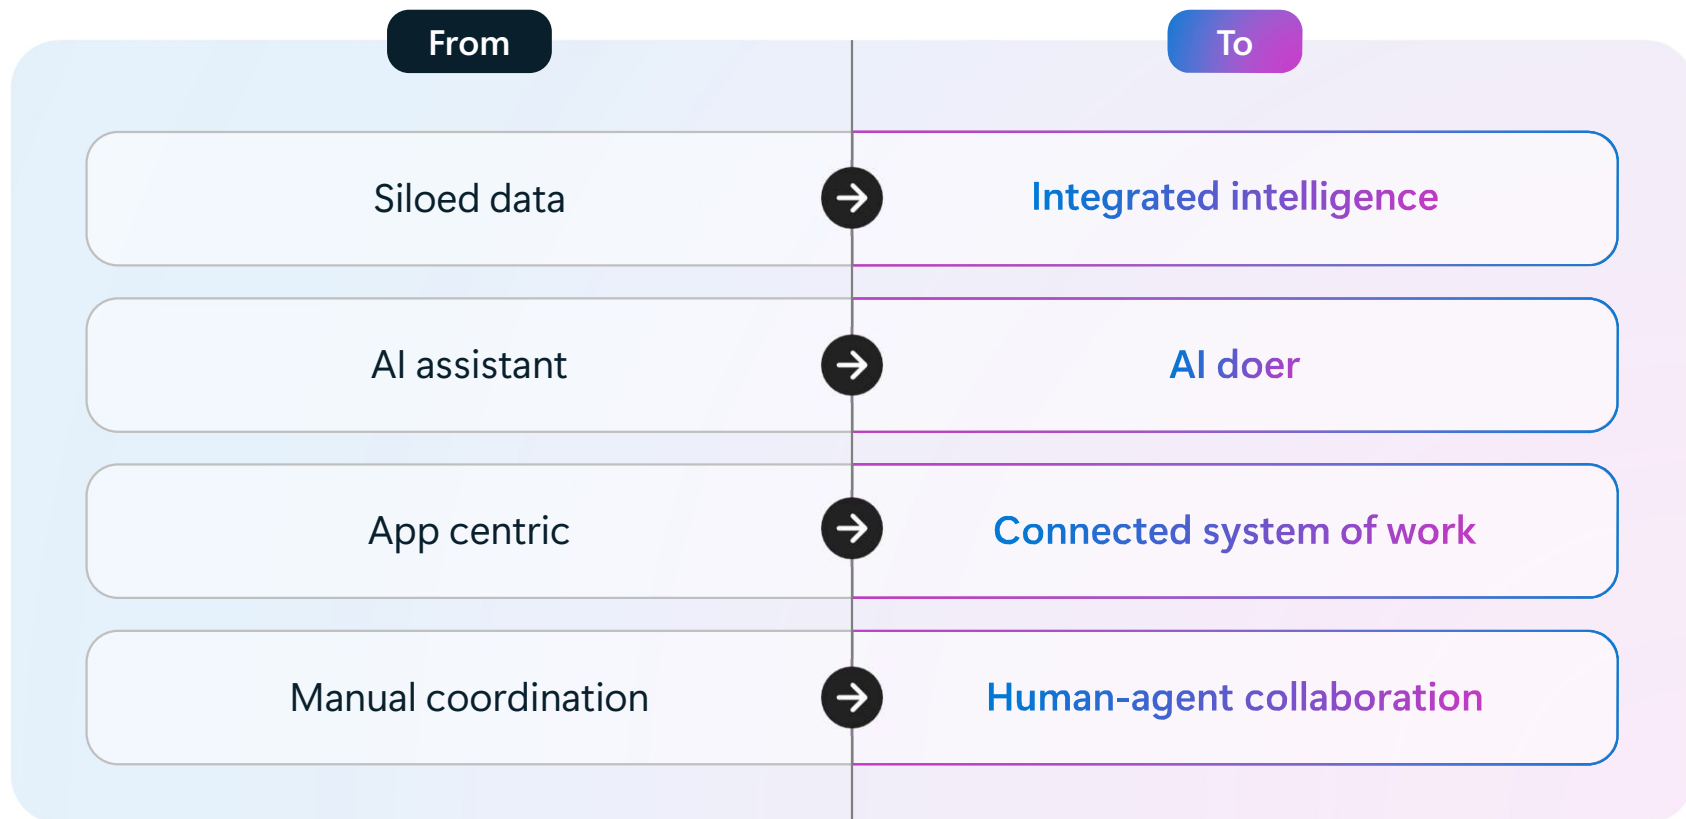 From
To
Siloed data
Integrated intelligence
AI assistant
AI doer
App centric
Connected system of work
Manual coordination
Human-agent collaboration